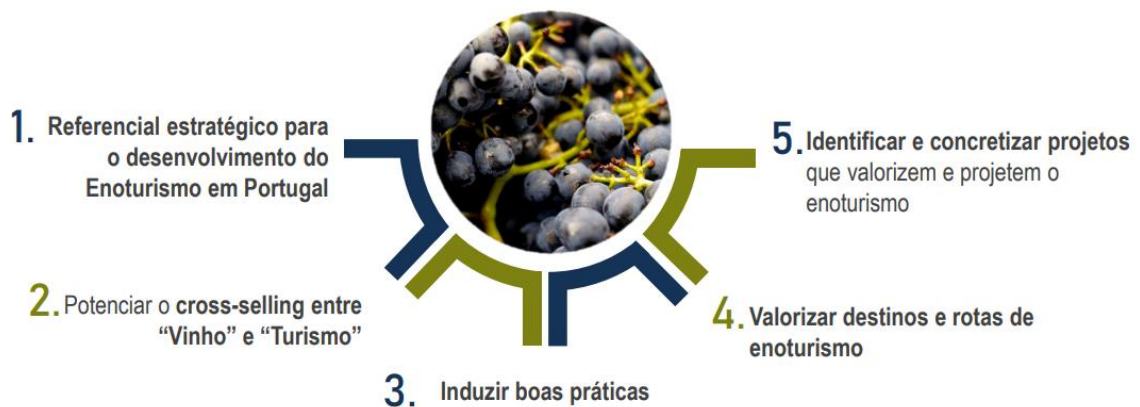 1. Referencial estratégico para
o desenvolvimento do
Enoturismo em Portugal
2. Potenciar o cross-selling entre
“Vinho” e “Turismo”
3. Induzir boas práticas
4. Valorizar destinos e rotas de
enoturismo
5. Identificar e concretizar projetos
que valorizem e projetem o
enoturismo